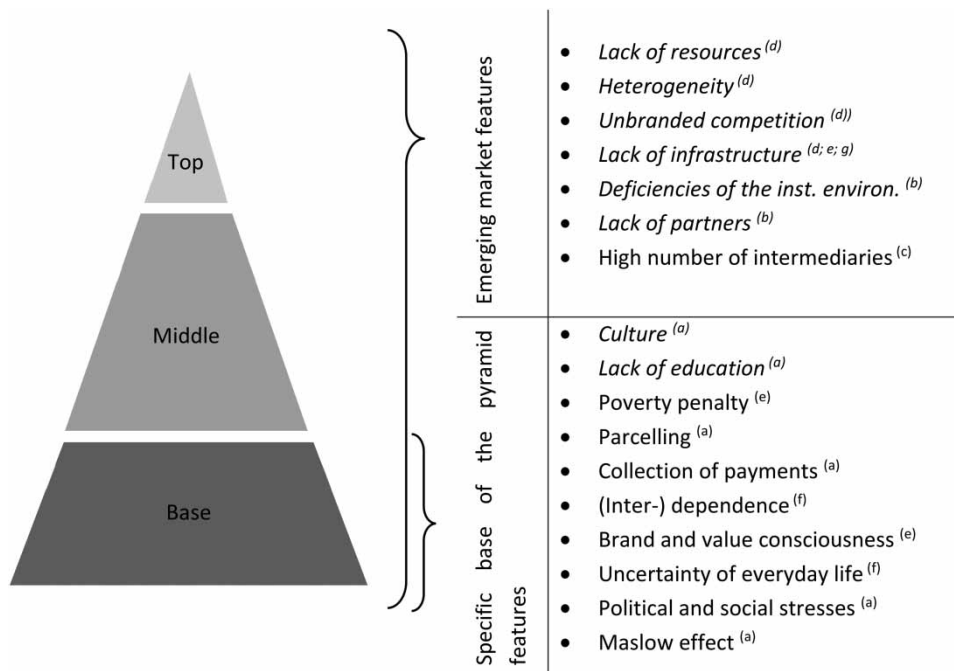 Top
Middle
Base
Emerging market features
• Lack of resources (d)
• Heterogeneity (d)
• Unbranded competition (d))
• Lack of infrastructure (d; e; g)
• Deficiencies of the inst. environ. (b)
• Lack of partners (b)
• High number of intermediaries (c)
Specific base of the pyramid
features
• Culture (a)
• Lack of education (a)
• Poverty penalty (e)
• Parcelling (a)
• Collection of payments (a)
• (Inter-) dependence (f)
• Brand and value consciousness (e)
• Uncertainty of everyday life (f)
• Political and social stresses (a)
• Maslow effect (a)